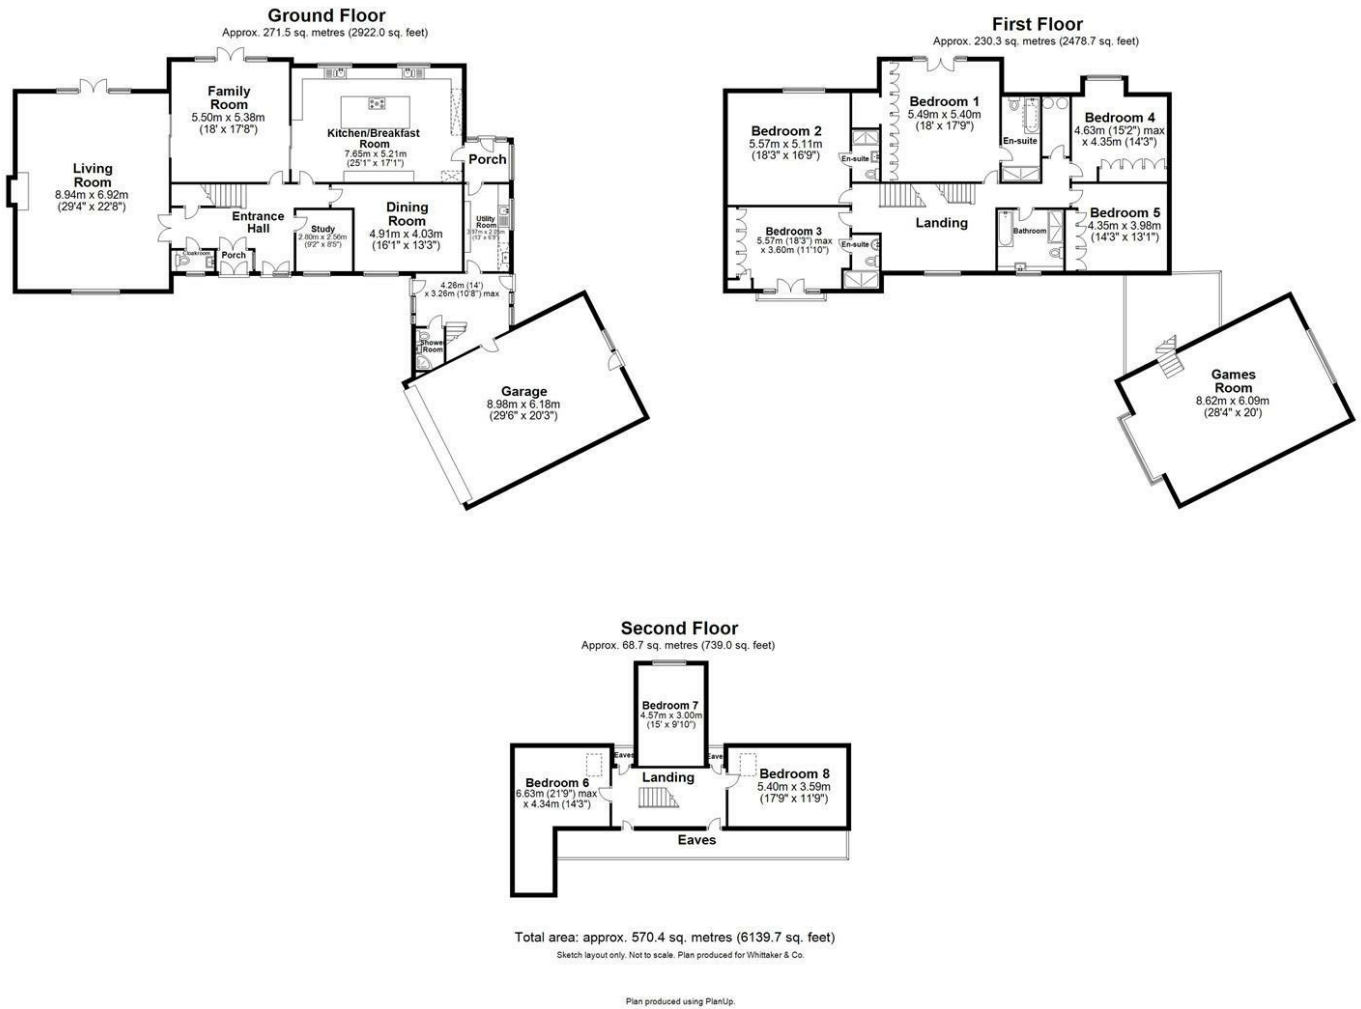 Ground Floor
Approx. 271.5 sq. metres (2922.0 sq. feet)
Family
Room
5.50m x 5.38m
(18' x 17'8")
Kitchen/Breakfast
Room
7.65m x 5.21m
(25'1" x 17'1")
Porch
Living
Room
8.94m x 6.92m
(29'4" x 22'8")
Entrance
Hall
Study
2.80m x 2.56m
(9'2" x 8'5")
Dining
Room
4.91m x 4.03m
(16'1" x 13'3")
Utility
Room
Cloakroom
Porch
4.26m (14')
x 3.26m (10'8") max
Shower
Room
Garage
8.98m x 6.18m
(29'6" x 20'3")
First Floor
Approx. 230.3 sq. metres (2478.7 sq. feet)
Bedroom 1
5.49m x 5.40m
(18' x 17'9")
Bedroom 2
5.57m x 5.11m
(18'3" x 16'9")
En-suite
En-suite
Bedroom 4
4.63m (15'2") max
x 4.35m (14'3")
Landing
Bedroom 3
5.57m (18'3") max
x 3.60m (11'10")
En-suite
Bathroom
Bedroom 5
4.35m x 3.98m
(14'3" x 13'1")
Games
Room
8.62m x 6.09m
(28'4" x 20')
Second Floor
Approx. 68.7 sq. metres (739.0 sq. feet)
Bedroom 7
4.57m x 3.00m
(15' x 9'10")
Eaves
Eaves
Landing
Bedroom 6
6.63m (21'9") max
x 4.34m (14'3")
Bedroom 8
5.40m x 3.59m
(17'9" x 11'9")
Eaves
Total area: approx. 570.4 sq. metres (6139.7 sq. feet)
Sketch layout only. Not to scale. Plan produced for Whittaker & Co.
Plan produced using PlanUp.